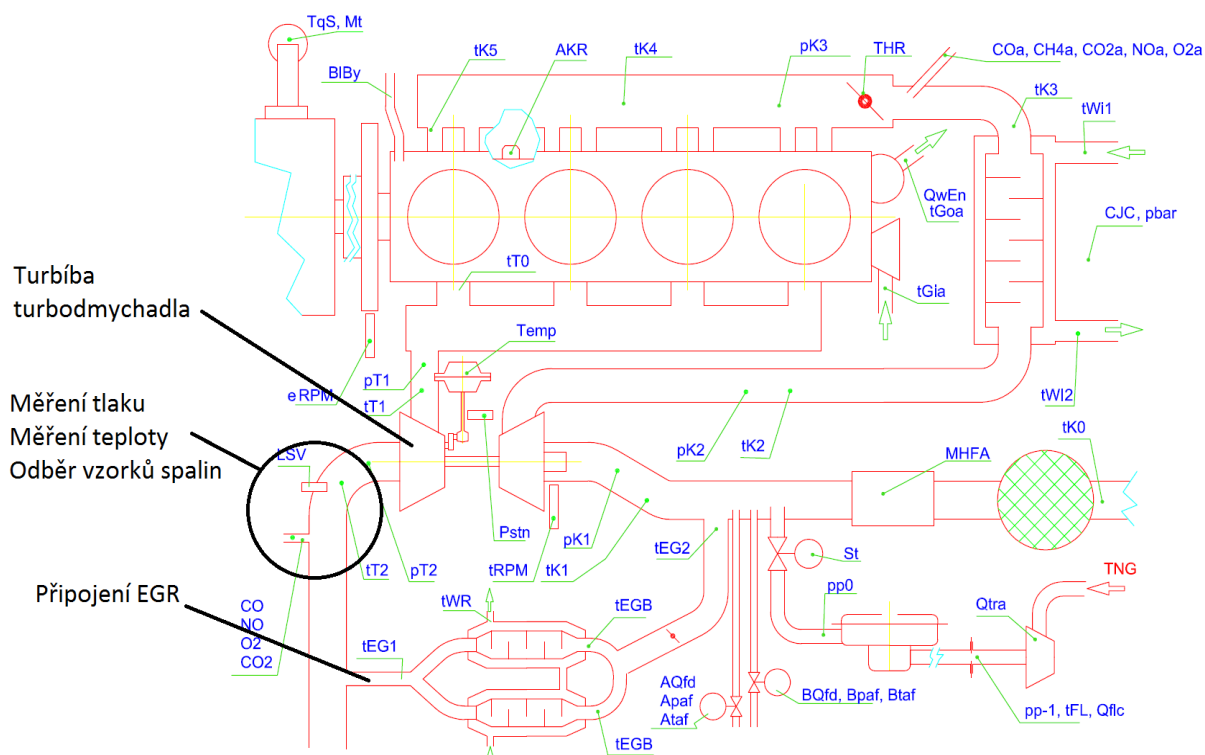 TqS, Mt
tK5
AKR
tK4
pK3
THR
COa, CH4a, CO2a, NOa, O2a
BlBy
tK3
tWi1
QwEn
tGoa
CJC, pbar
Turbíba
turbodmychadla
tT0
tGia
Temp
pT1
eRPM
tT1
tWI2
Měření tlaku
Měření teploty
Odběr vzorků spalin
pK2
tK2
tK0
MHFA
LSV
Pstn
pK1
tEG2
St
tT2
pT2
tRPM
tK1
TNG
Připojení EGR
tWR
tEGB
pp0
Qtra
CO
NO
O2
CO2
tEG1
AQfd
Apaf
Ataf
BQfd, Bpaf, Btaf
pp-1, tFL, Qflc
tEGB